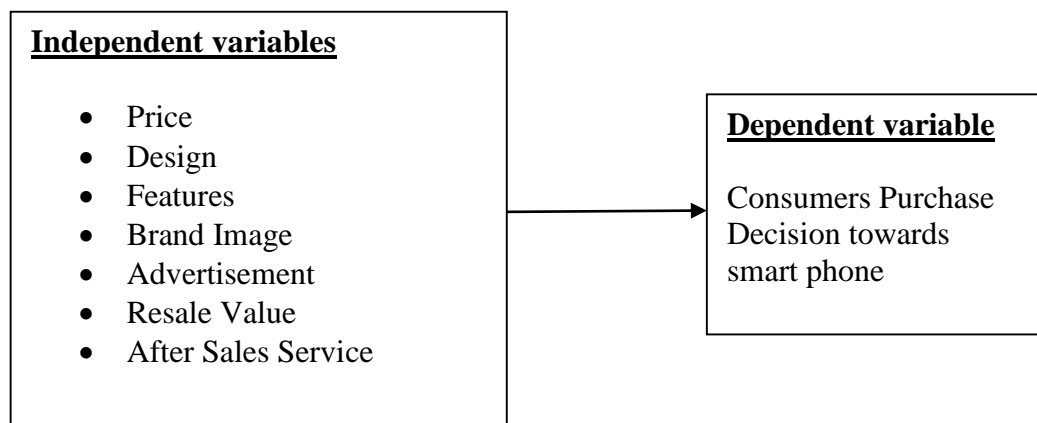 Independent variables
• Price
• Design
• Features
• Brand Image
• Advertisement
• Resale Value
• After Sales Service
Dependent variable
Consumers Purchase
Decision towards
smart phone